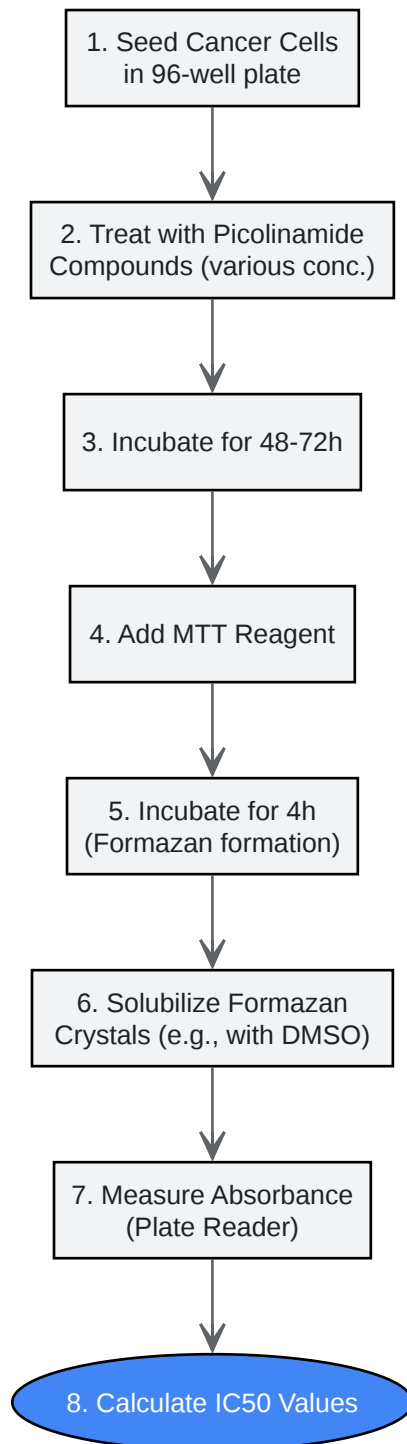 1. Seed Cancer Cells
in 96-well plate
2. Treat with Picolinamide
Compounds (various conc.)
3. Incubate for 48-72h
4. Add MTT Reagent
5. Incubate for 4h
(Formazan formation)
6. Solubilize Formazan
Crystals (e.g., with DMSO)
7. Measure Absorbance
(Plate Reader)
8. Calculate IC50 Values